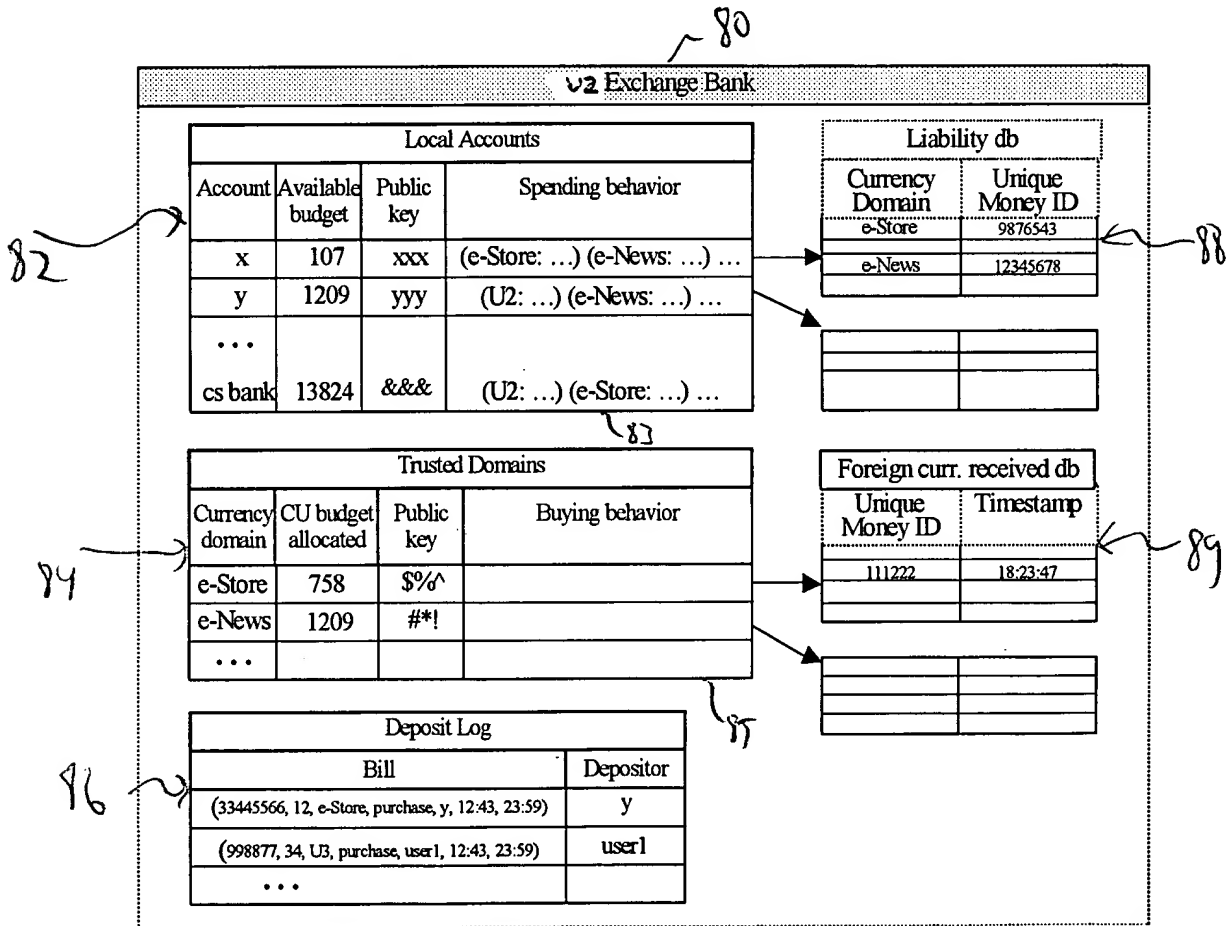 80
U2 Exchange Bank
Local Accounts
Account Available budget Public key Spending behavior
x 107 xxx (e-Store: ...) (e-News: ...) ...
y 1209 yyy (U2: ...) (e-News: ...) ...
...
cs bank 13824 &&& (U2: ...) (e-Store: ...) ...
82
83
Liability db
Currency Domain Unique Money ID
e-Store 9876543
e-News 12345678
88
Trusted Domains
Currency domain CU budget allocated Public key Buying behavior
e-Store 758 $%^
e-News 1209 #*!
...
84
85
Foreign curr. received db
Unique Money ID Timestamp
111222 18:23:47
89
Deposit Log
Bill Depositor
(33445566, 12, e-Store, purchase, y, 12:43, 23:59) y
(998877, 34, U3, purchase, user1, 12:43, 23:59) user1
...
86